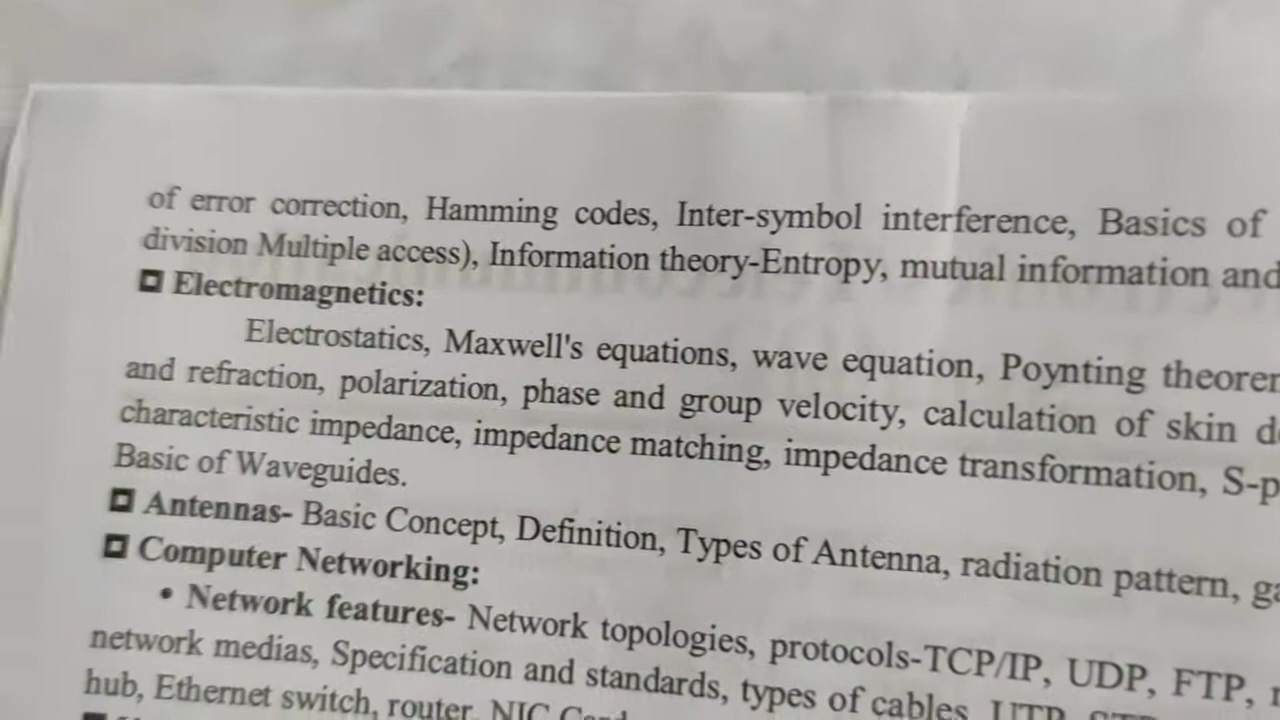 of error correction, Hamming codes, Inter-symbol interference, Basics of
division Multiple access), Information theory-Entropy, mutual information and
Electromagnetics:
Electrostatics, Maxwell's equations, wave equation, Poynting
and refraction, polarization, phase and group velocity, calculation of skin
characteristic impedance, impedance matching, impedance transformation,
Basic of Waveguides.
Antennas- Basic Concept, Definition, Types of Antenna, radiation pattern,
Computer Networking:
• Network features- Network topologies, protocols-TCP/IP, UDP, FTP,
network medias, Specification and standards, types of cables, UTP,
hub, Ethernet switch, router, NIC